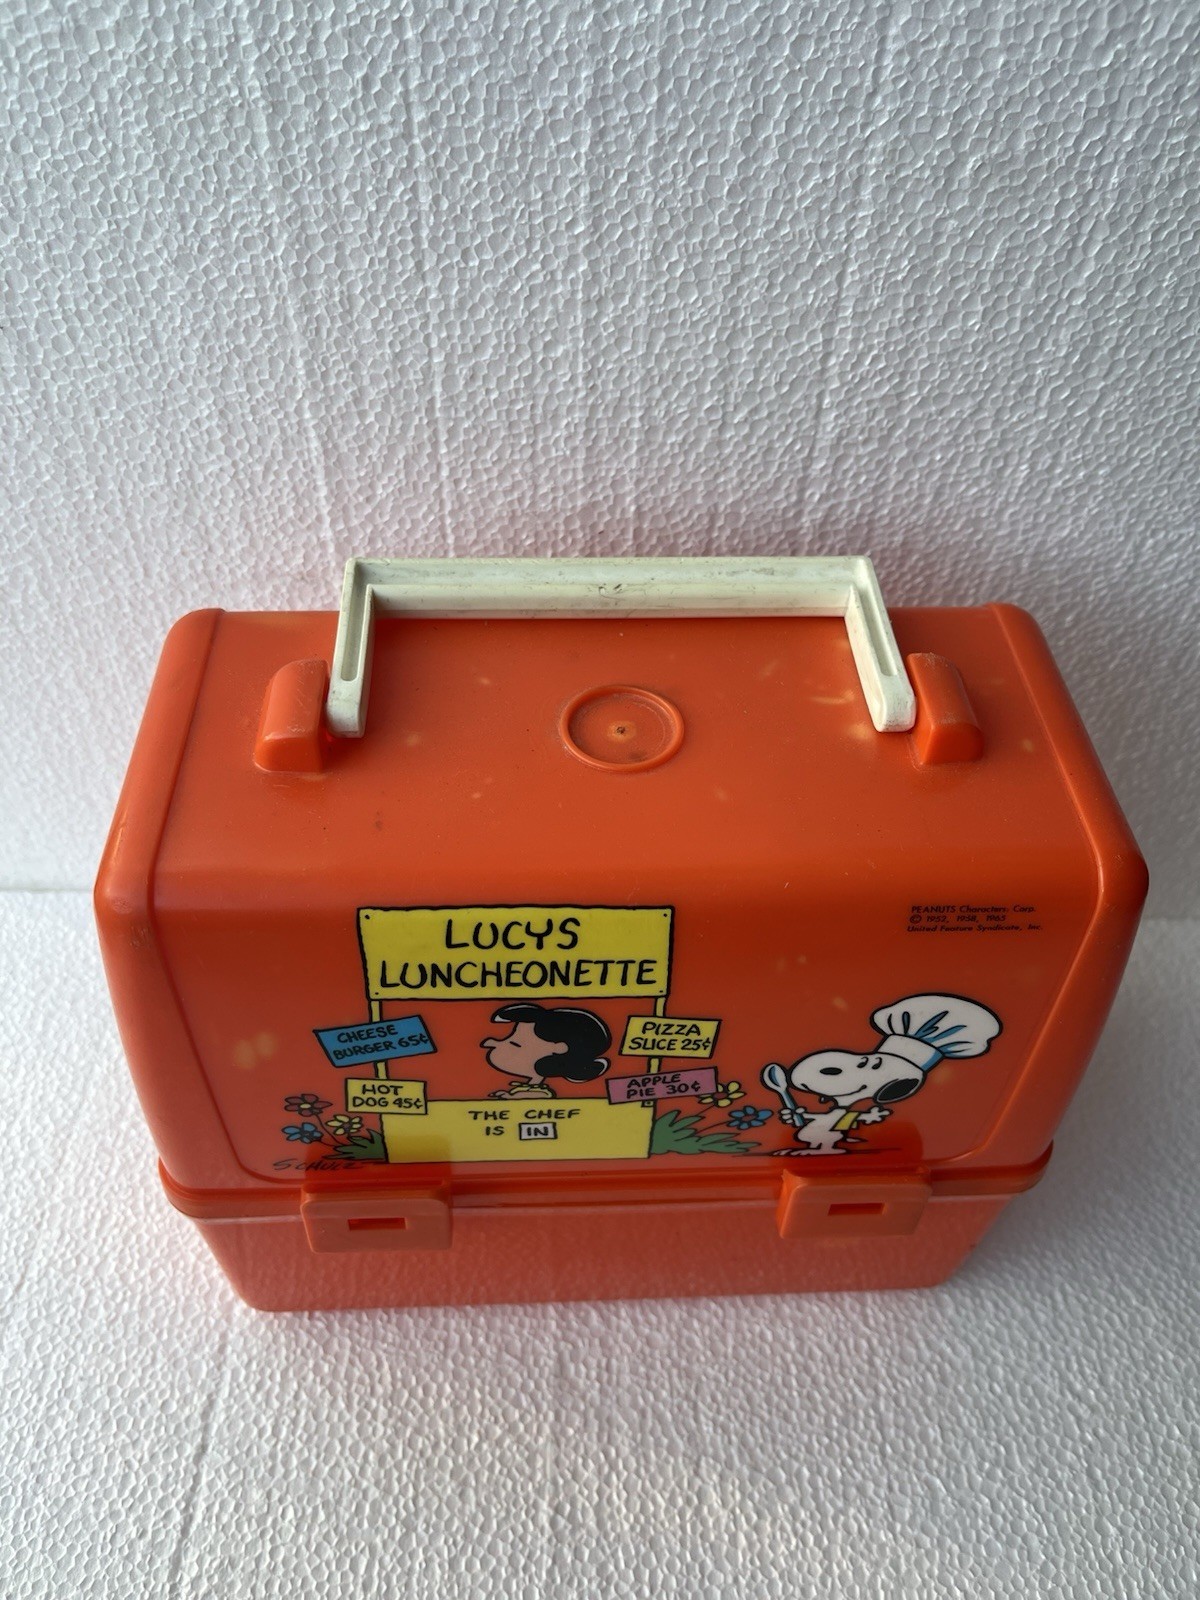 LUCYS
LUNCHEONETTE
PEANUTS Characters: Corp.
© 1952, 1958, 1965
United Feature Syndicate, Inc.
CHEESE
BURGER 65¢
PIZZA
SLICE 25¢
HOT
DOG 45¢
APPLE
PIE 30¢
THE CHEF
IS IN
SCHULZ